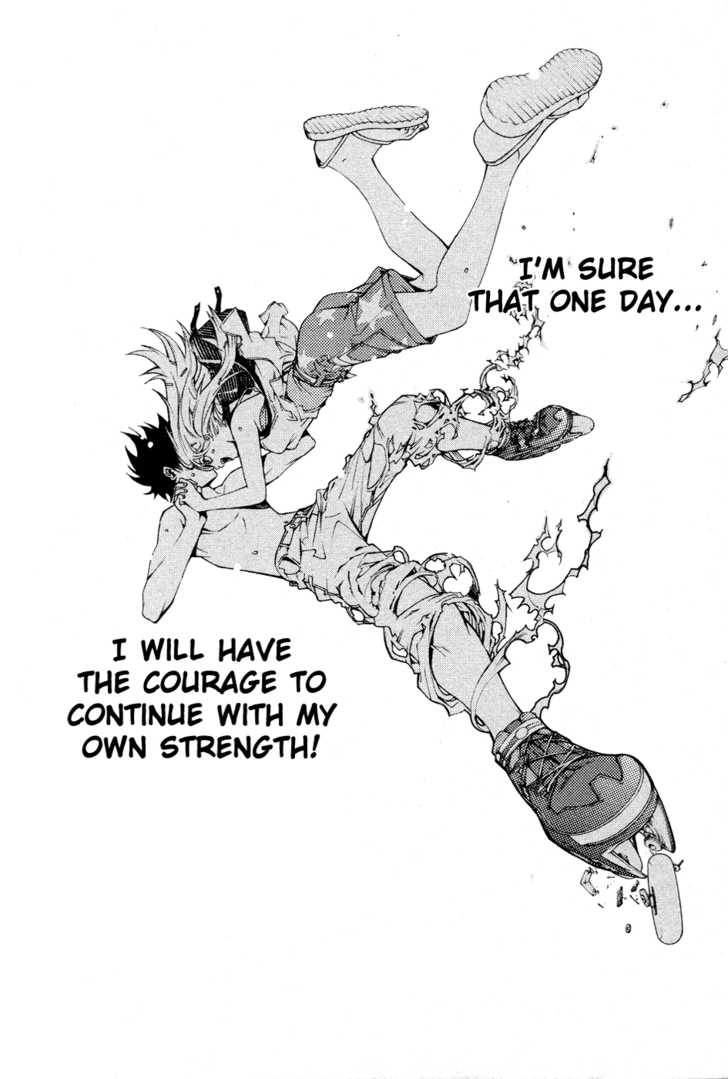 I'M SURE
THAT ONE DAY...
I WILL HAVE
THE COURAGE TO
CONTINUE WITH MY
OWN STRENGTH!